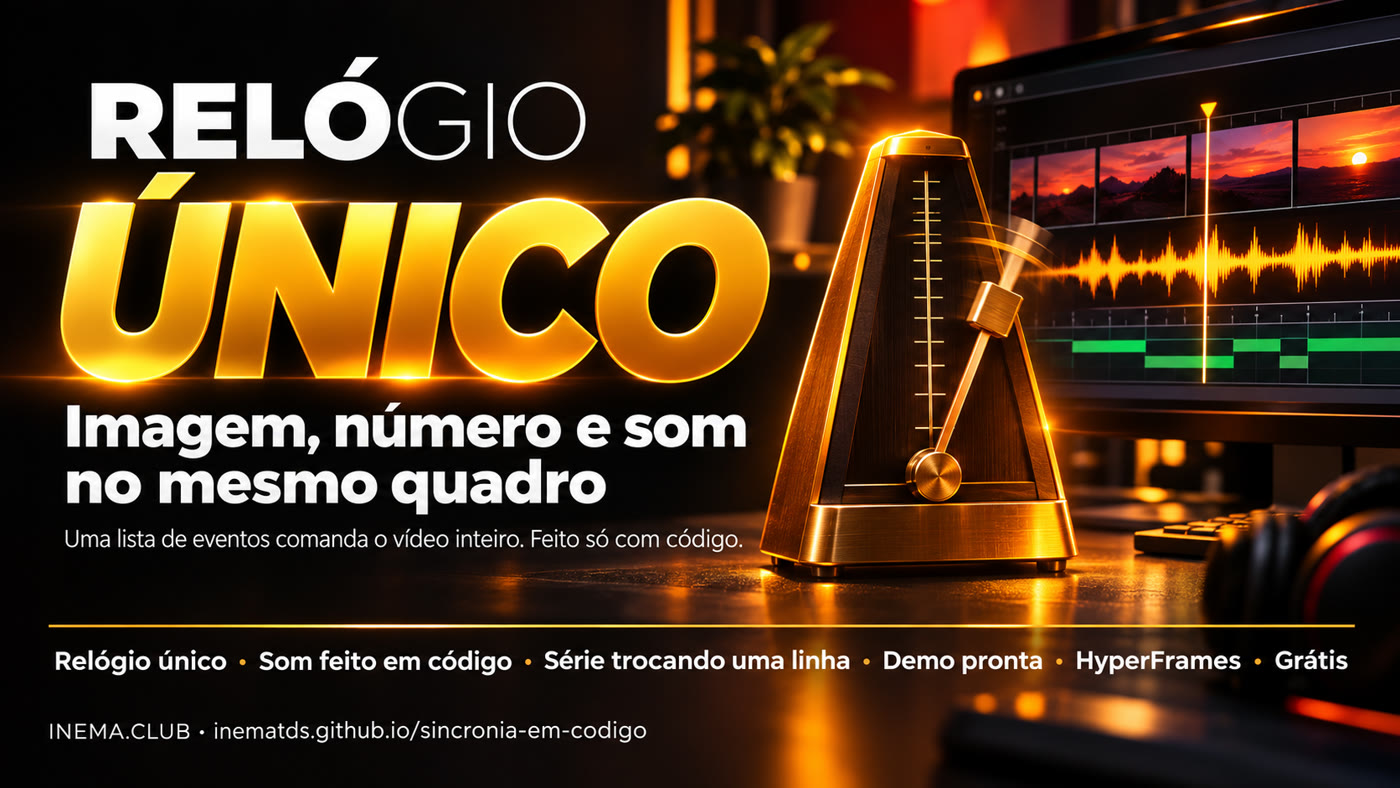 RELÓGIO
ÚNICO
Imagem, número e som
no mesmo quadro
Uma lista de eventos comanda o vídeo inteiro. Feito só com código.
Relógio único • Som feito em código • Série trocando uma linha • Demo pronta • HyperFrames • Grátis
INEMA.CLUB • inematds.github.io/sincronia-em-codigo